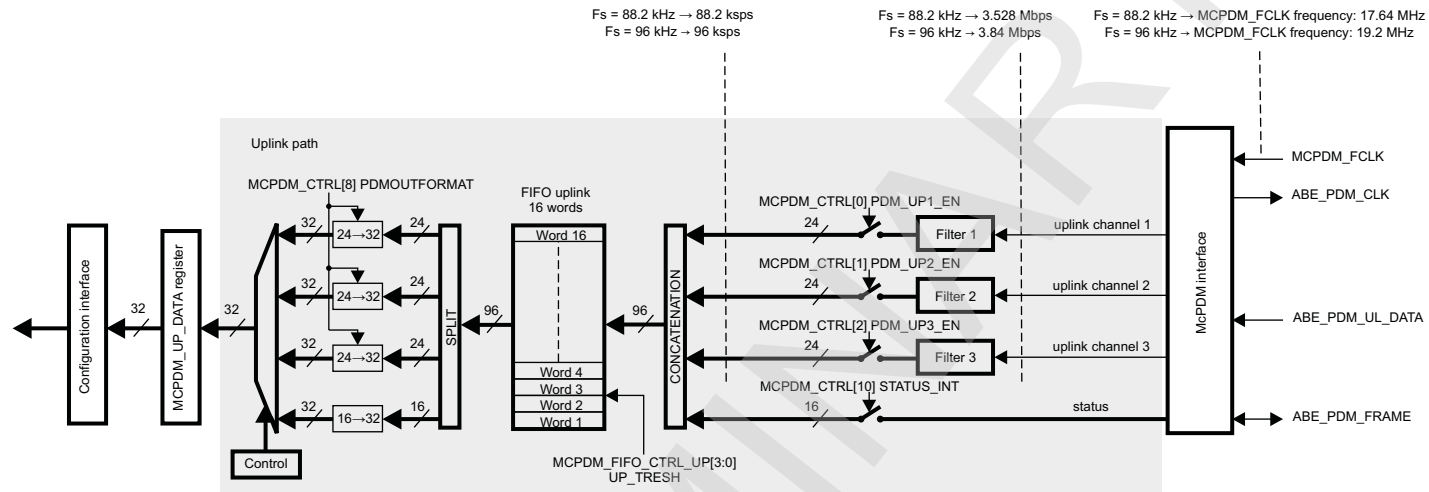 Fs = 88.2 kHz → 88.2 ksps
Fs = 96 kHz → 96 ksps
Fs = 88.2 kHz → 3.528 Mbps
Fs = 96 kHz → 3.84 Mbps
Fs = 88.2 kHz → MCPDM_FCLK frequency: 17.64 MHz
Fs = 96 kHz → MCPDM_FCLK frequency: 19.2 MHz
Uplink path
MCPDM_CTRL[8] PDMOUTFORMAT
FIFO uplink
16 words
Configuration interface
32
MCPDM_UP_DATA register
32
32
24→32
24
32
24→32
24
32
24→32
24
32
16→32
16
Control
SPLIT
96
Word 16
Word 4
Word 3
Word 2
Word 1
MCPDM_FIFO_CTRL_UP[3:0]
UP_TRESH
96
CONCATENATION
MCPDM_CTRL[0] PDM_UP1_EN
24
Filter 1
uplink channel 1
MCPDM_CTRL[1] PDM_UP2_EN
24
Filter 2
uplink channel 2
MCPDM_CTRL[2] PDM_UP3_EN
24
Filter 3
uplink channel 3
MCPDM_CTRL[10] STATUS_INT
16
status
McPDM interface
MCPDM_FCLK
ABE_PDM_CLK
ABE_PDM_UL_DATA
ABE_PDM_FRAME